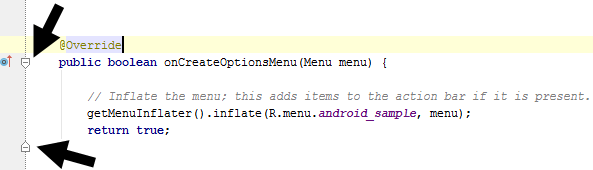 @Override
public boolean onCreateOptionsMenu(Menu menu) {
// Inflate the menu; this adds items to the action bar if it is present.
getMenuInflater().inflate(R.menu.android_sample, menu);
return true;